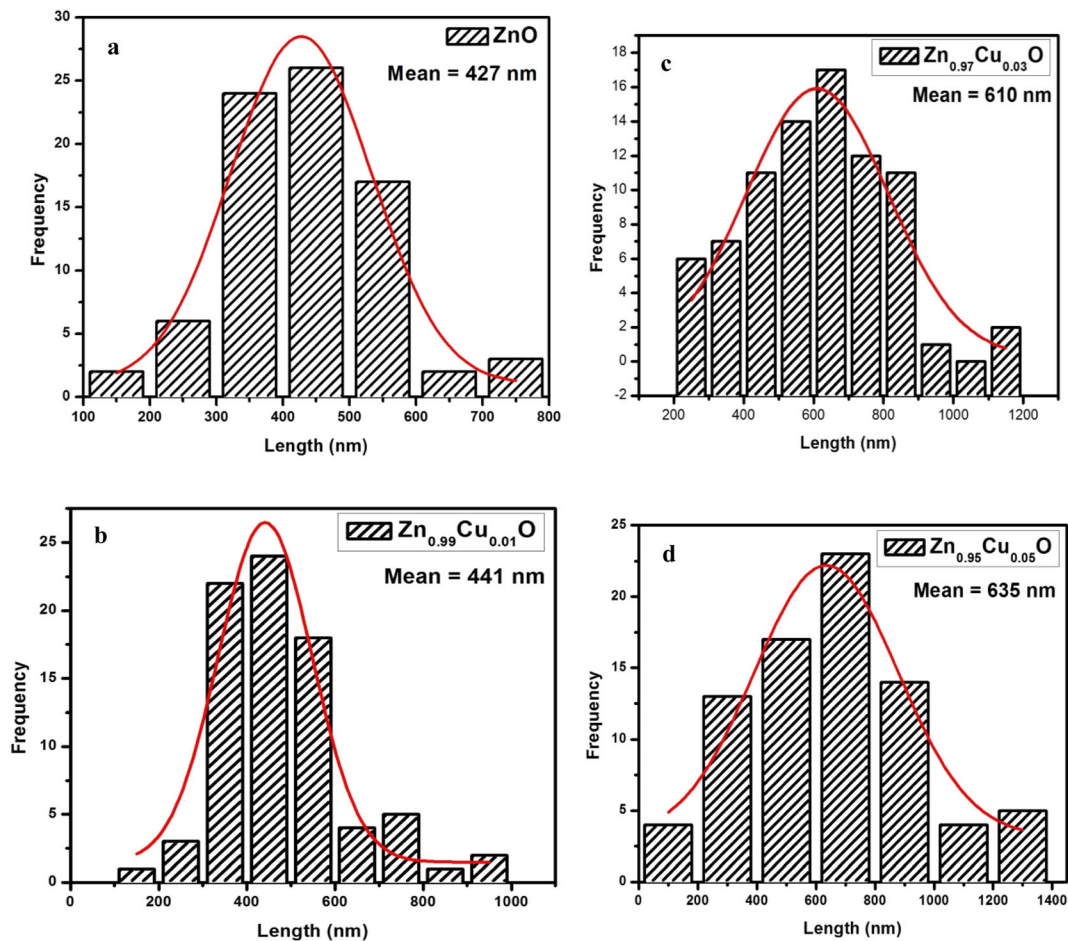 a
ZnO
Mean = 427 nm
Frequency
0
5
10
15
20
25
30
100 200 300 400 500 600 700 800
Length (nm)
c
Zn0.97Cu0.03O
Mean = 610 nm
Frequency
-2
0
2
4
6
8
10
12
14
16
18
200 400 600 800 1000 1200
Length (nm)
b
Zn0.99Cu0.01O
Mean = 441 nm
Frequency
0
5
10
15
20
25
0 200 400 600 800 1000
Length (nm)
d
Zn0.95Cu0.05O
Mean = 635 nm
Frequency
0
5
10
15
20
25
0 200 400 600 800 1000 1200 1400
Length (nm)